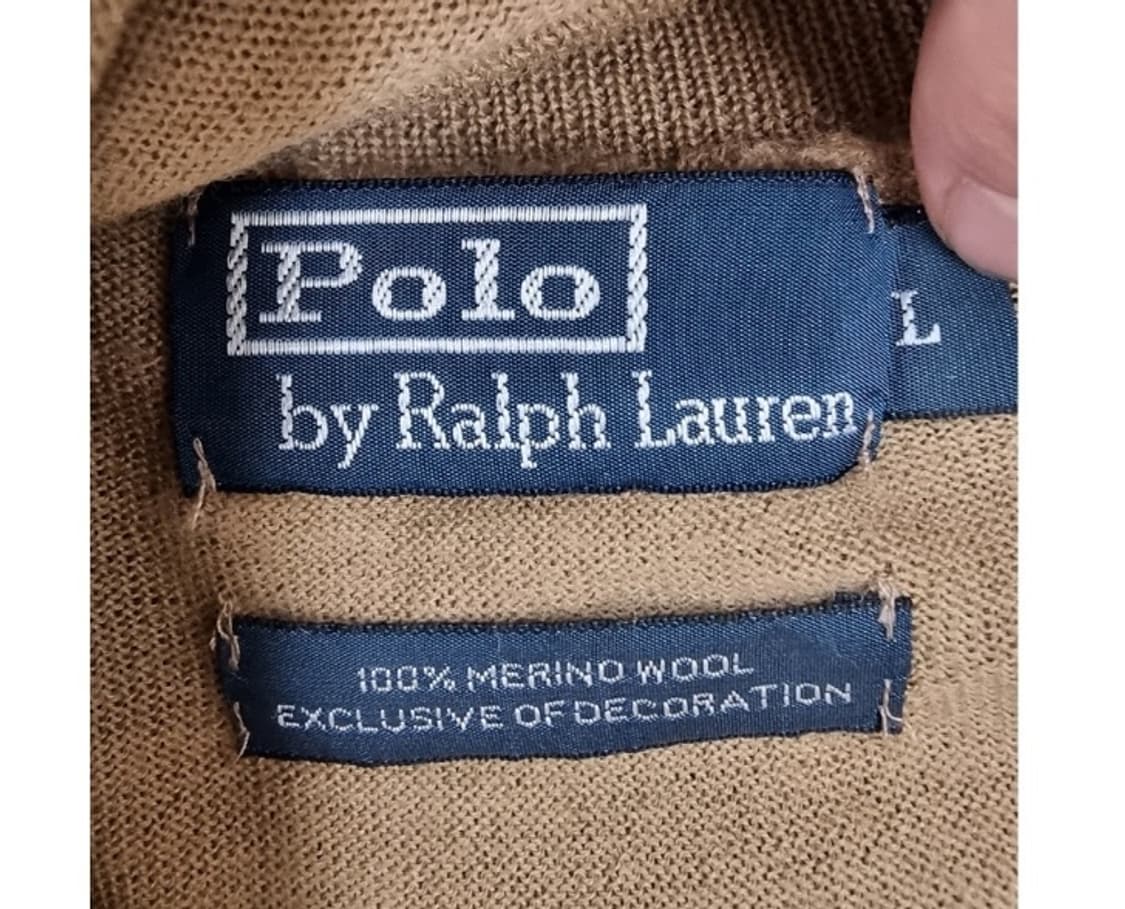 Polo
by Ralph Lauren
L
100% MERINO WOOL
EXCLUSIVE OF DECORATION